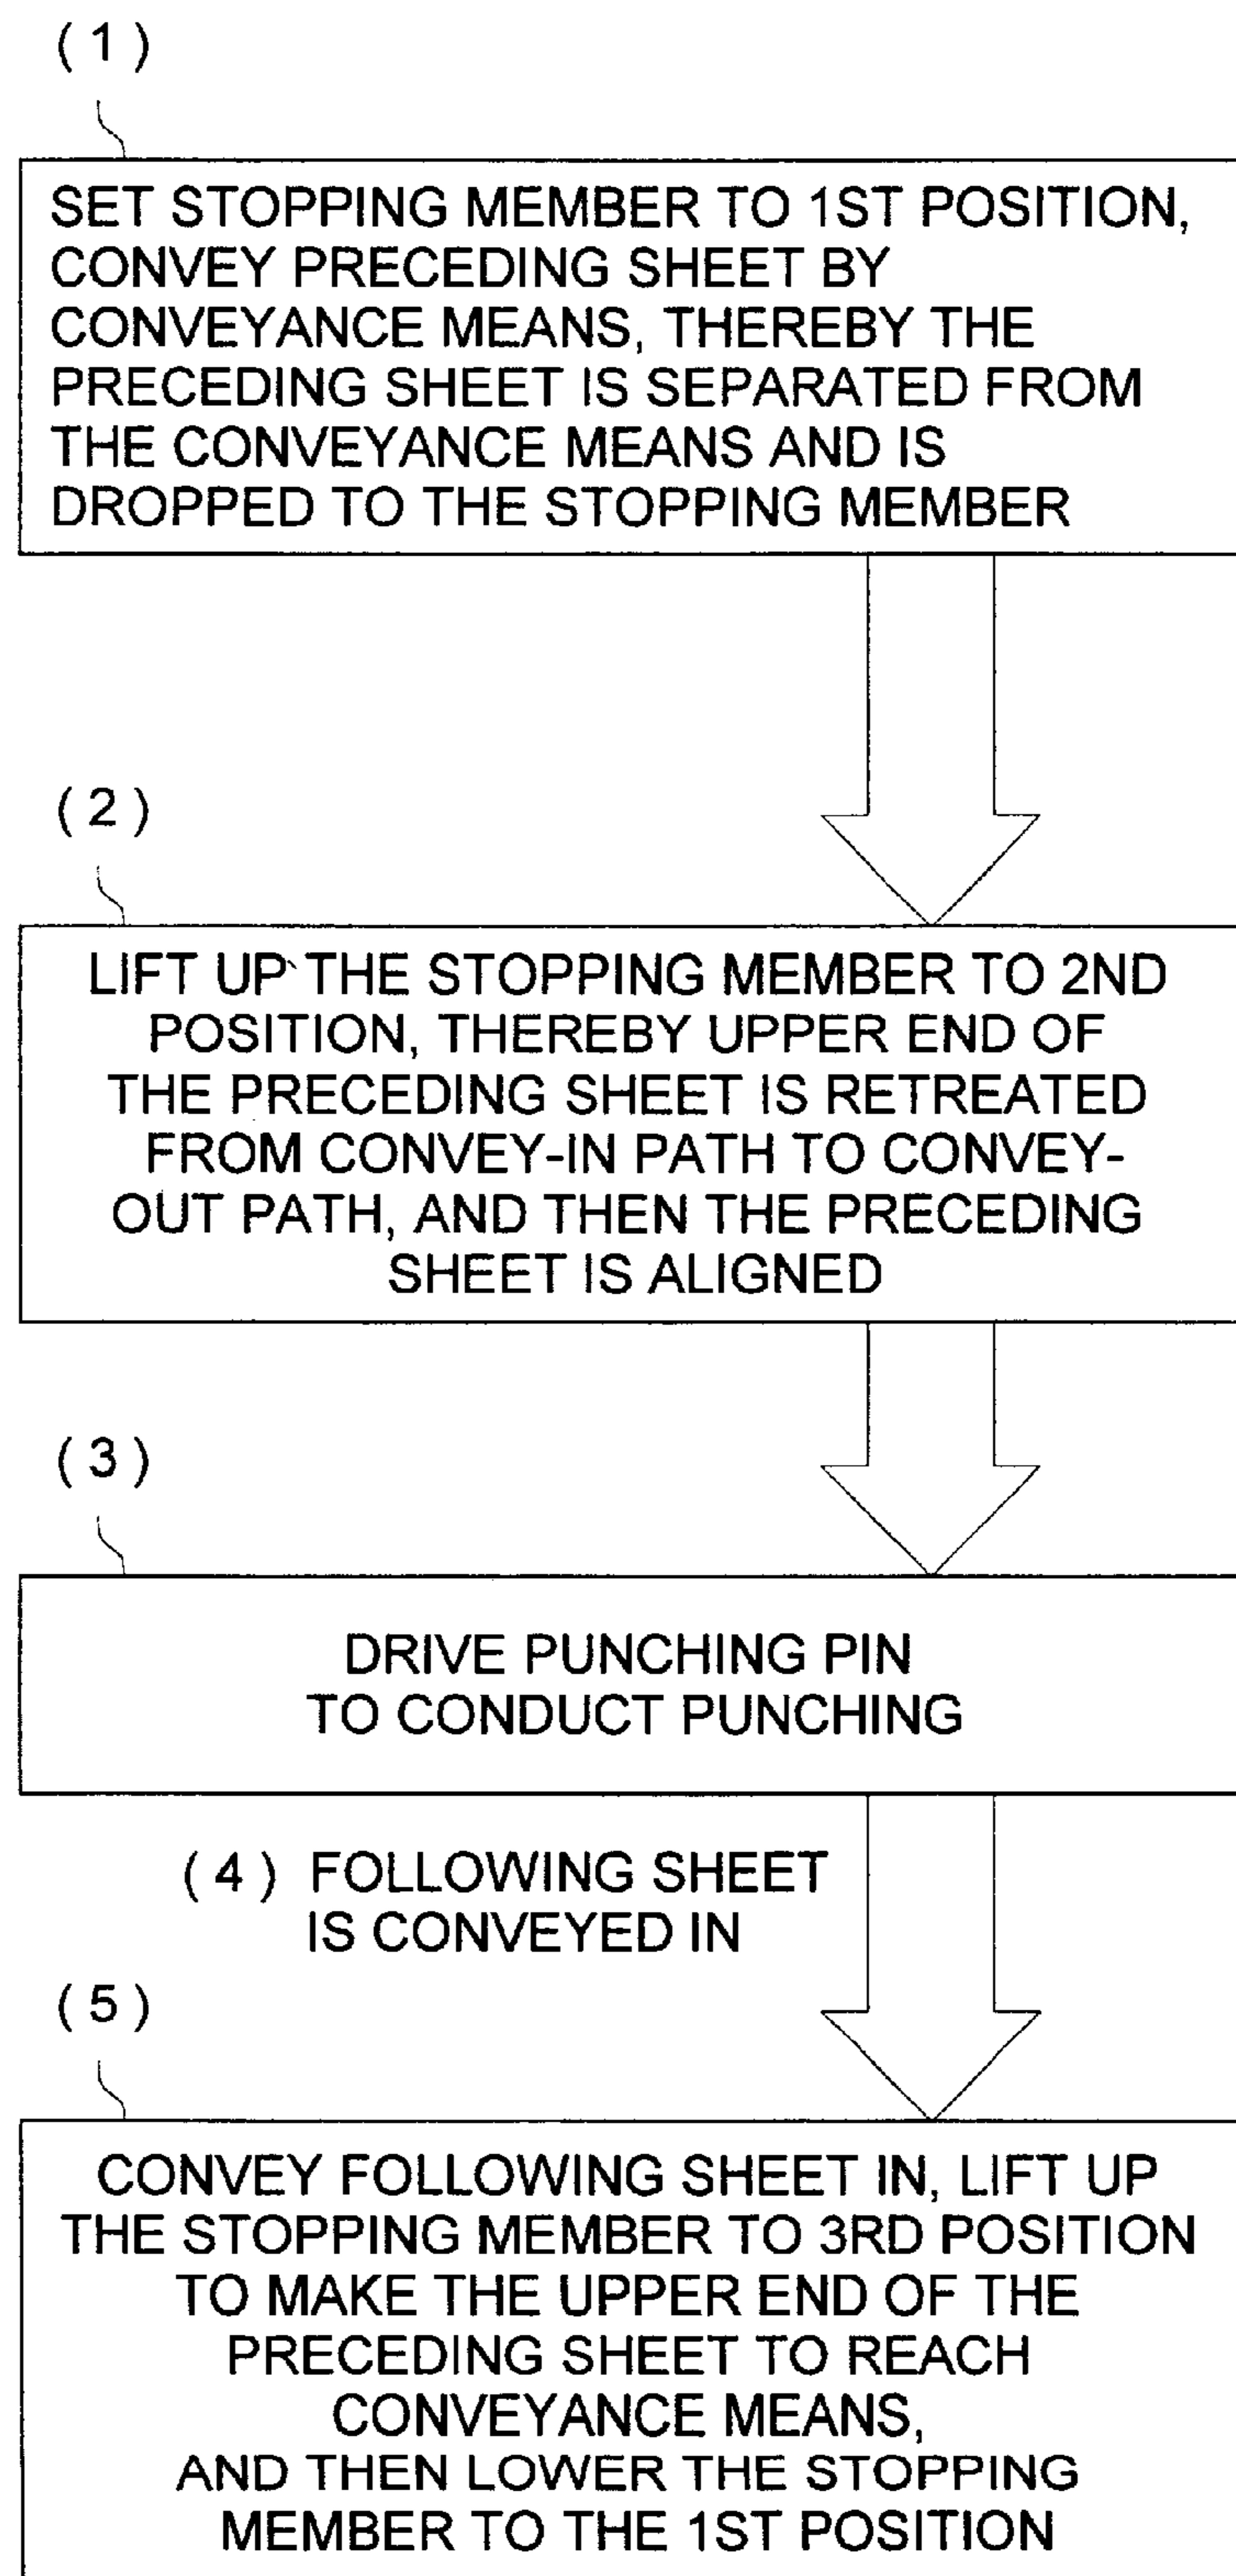 ( 1 )
SET STOPPING MEMBER TO 1ST POSITION,
CONVEY PRECEDING SHEET BY
CONVEYANCE MEANS, THEREBY THE
PRECEDING SHEET IS SEPARATED FROM
THE CONVEYANCE MEANS AND IS
DROPPED TO THE STOPPING MEMBER
( 2 )
LIFT UP THE STOPPING MEMBER TO 2ND
POSITION, THEREBY UPPER END OF
THE PRECEDING SHEET IS RETREATED
FROM CONVEY-IN PATH TO CONVEY-
OUT PATH, AND THEN THE PRECEDING
SHEET IS ALIGNED
( 3 )
DRIVE PUNCHING PIN
TO CONDUCT PUNCHING
( 4 ) FOLLOWING SHEET
IS CONVEYED IN
( 5 )
CONVEY FOLLOWING SHEET IN, LIFT UP
THE STOPPING MEMBER TO 3RD POSITION
TO MAKE THE UPPER END OF THE
PRECEDING SHEET TO REACH
CONVEYANCE MEANS,
AND THEN LOWER THE STOPPING
MEMBER TO THE 1ST POSITION